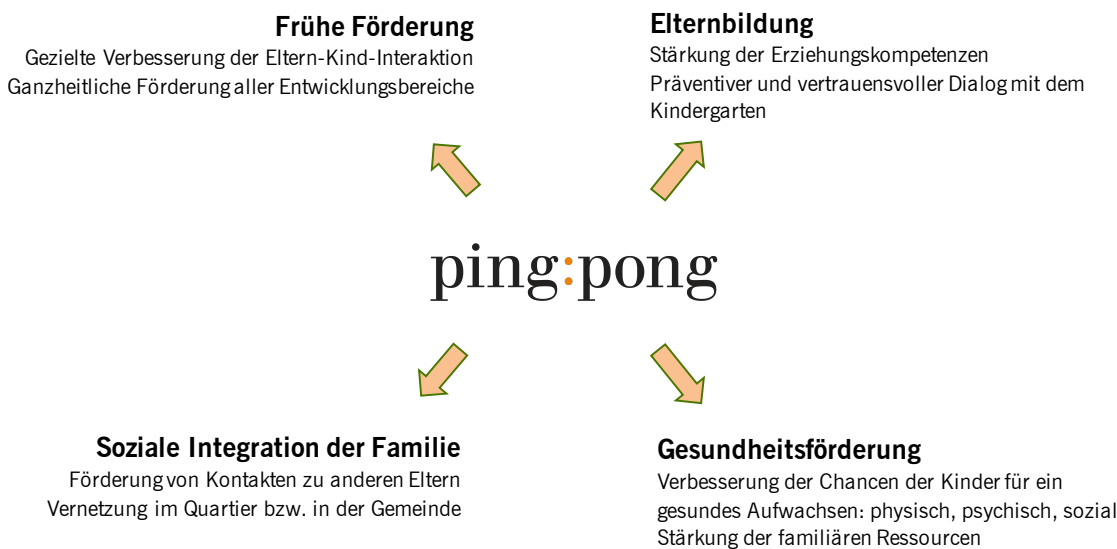 Frühe Förderung
Gezielte Verbesserung der Eltern-Kind-Interaktion
Ganzheitliche Förderung aller Entwicklungsbereiche
Elternbildung
Stärkung der Erziehungskompetenzen
Präventiver und vertrauensvoller Dialog mit dem
Kindergarten
ping:pong
Soziale Integration der Familie
Förderung von Kontakten zu anderen Eltern
Vernetzung im Quartier bzw. in der Gemeinde
Gesundheitsförderung
Verbesserung der Chancen der Kinder für ein
gesundes Aufwachsen: physisch, psychisch, sozial
Stärkung der familiären Ressourcen